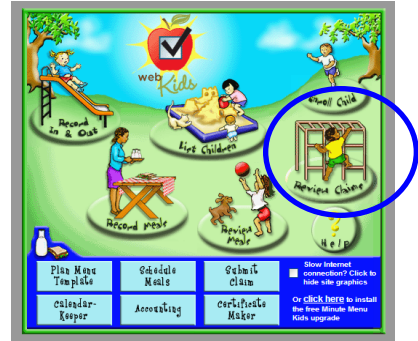 web
Kids
Enroll Child
Record
In & Out
List Children
Review Claims
Record Meals
Review
Meals
Help
Plan Menu
Template
Schedule
Meals
Submit
Claim
Slow Internet
connection? Click to
hide site graphics
Calendar-
Keeper
Accounting
Certificate
Maker
Or click here to install
the free Minute Menu
Kids upgrade